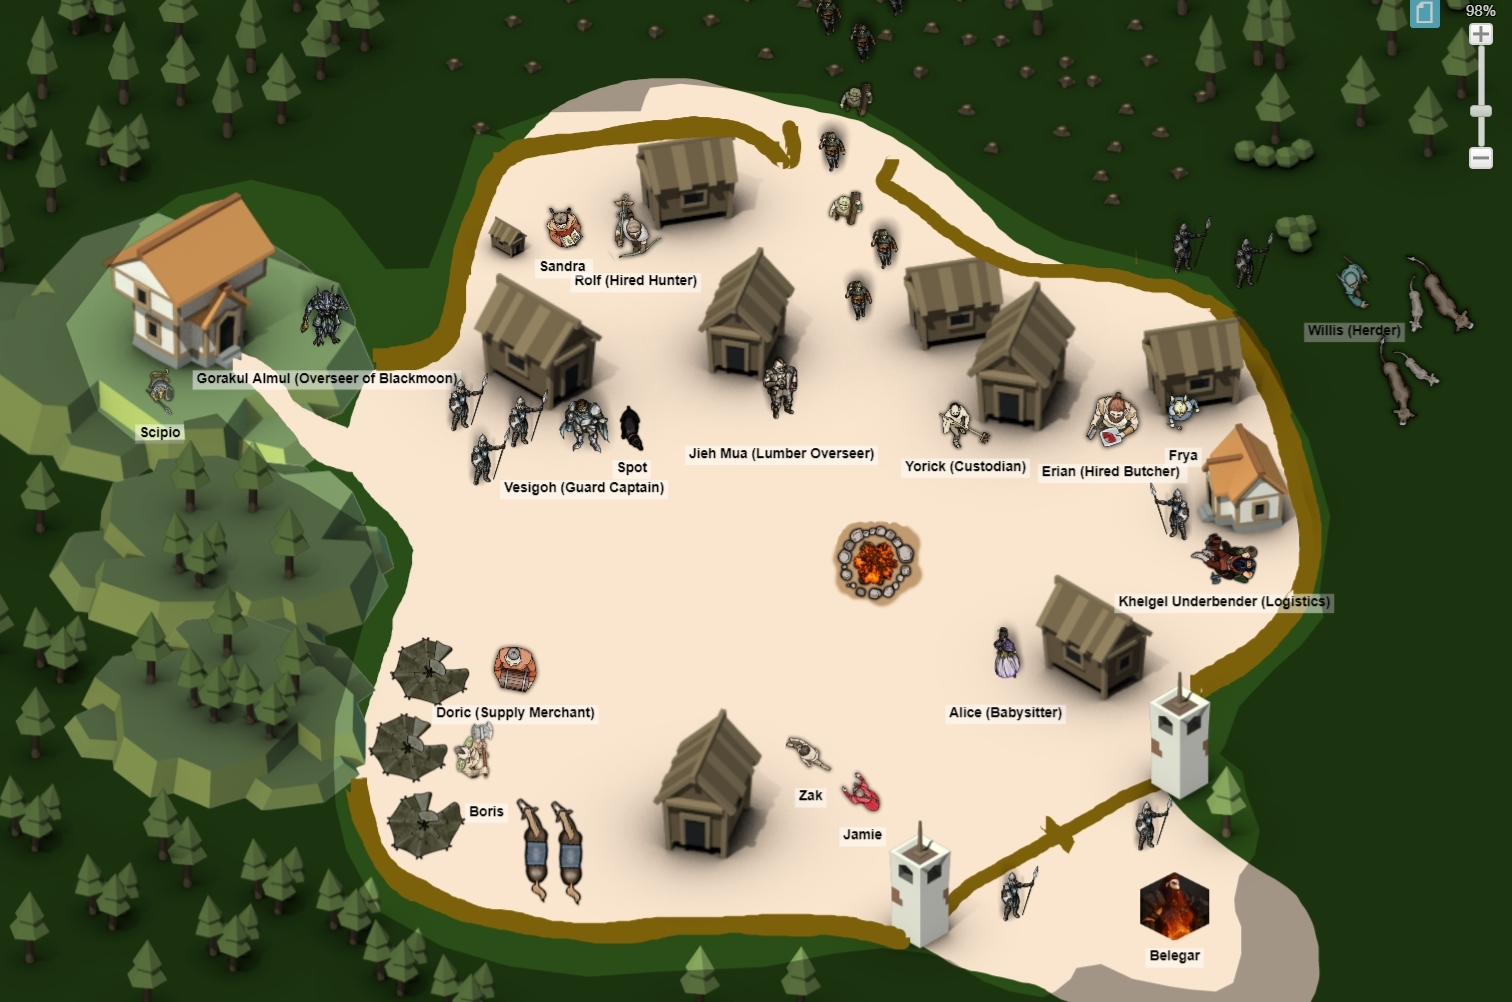 98%
Sandra
Rolf (Hired Hunter)
Willis (Herder)
Gorakul Almul (Overseer of Blackmoon)
Scipio
Jieh Mua (Lumber Overseer)
Frya
Spot
Yorick (Custodian)
Erian (Hired Butcher)
Vesigoh (Guard Captain)
Khelgel Underbender (Logistics)
Doric (Supply Merchant)
Alice (Babysitter)
Zak
Boris
Jamie
Belegar